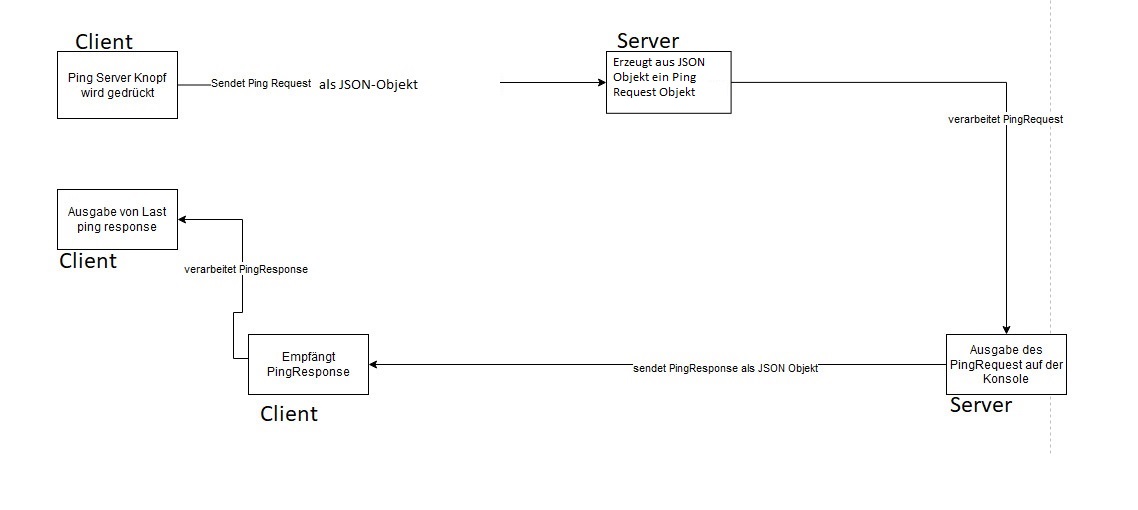 Client
Server
Ping Server Knopf
wird gedrückt
Sendet Ping Request als JSON-Objekt
Erzeugt aus JSON
Objekt ein Ping
Request Objekt
verarbeitet PingRequest
Ausgabe von Last
ping response
Client
verarbeitet PingResponse
Empfängt
PingResponse
Client
sendet PingResponse als JSON Objekt
Ausgabe des
PingRequest auf der
Konsole
Server